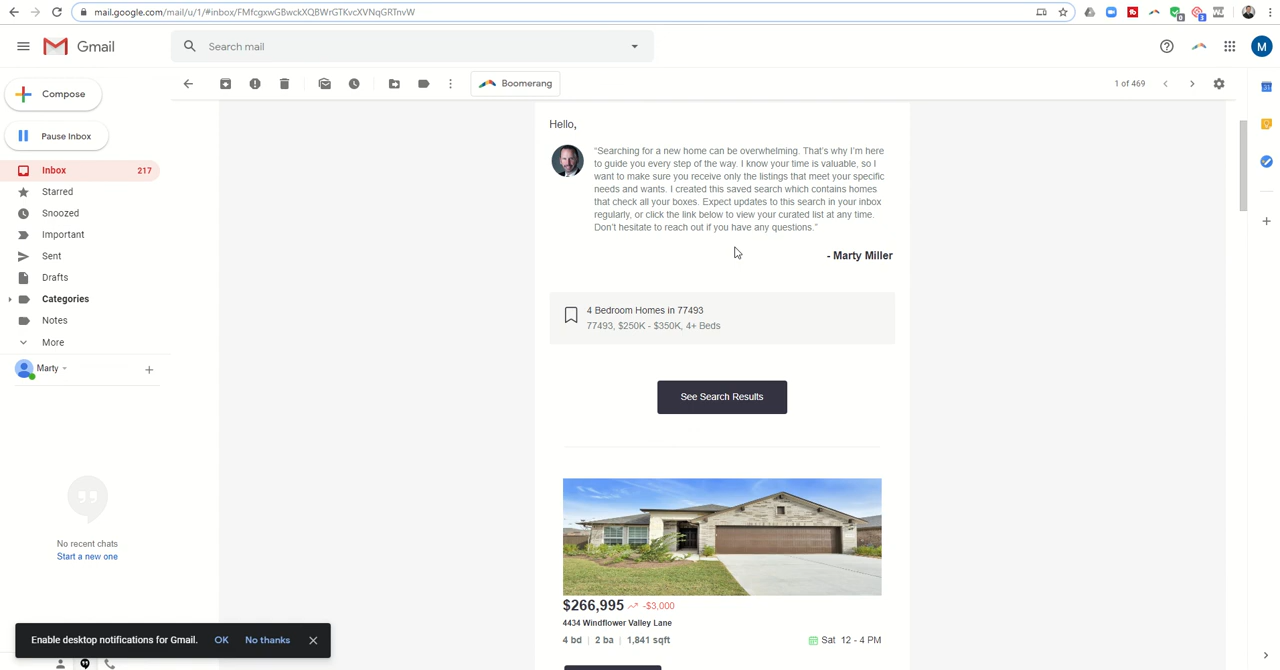 mail.google.com/mail/u/1/#inbox/FMfcgxwGBwckXQBWrGTKvcXVNqGRTnvW
Gmail
Search mail
M
Compose
Boomerang
1 of 469
Pause Inbox
Inbox 217
Starred
Snoozed
Important
Sent
Drafts
Categories
Notes
More
Marty
No recent chats
Start a new one
Hello,
“Searching for a new home can be overwhelming. That's why I'm here
to guide you every step of the way. I know your time is valuable, so I
want to make sure you receive only the listings that meet your specific
needs and wants. I created this saved search which contains homes
that check all your boxes. Expect updates to this search in your inbox
regularly, or click the link below to view your curated list at any time.
Don't hesitate to reach out if you have any questions.”
- Marty Miller
4 Bedroom Homes in 77493
77493, $250K - $350K, 4+ Beds
See Search Results
$266,995 -$3,000
4434 Windflower Valley Lane
4 bd | 2 ba | 1,841 sqft
Sat 12 - 4 PM
Enable desktop notifications for Gmail. OK No thanks